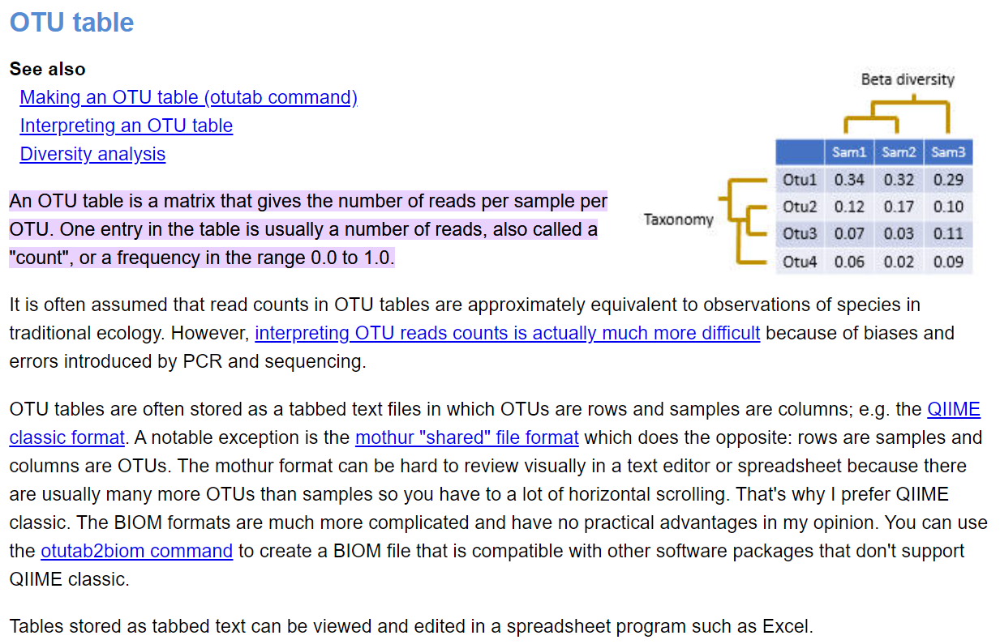 OTU table
See also
Making an OTU table (otutab command)
Interpreting an OTU table
Diversity analysis
An OTU table is a matrix that gives the number of reads per sample per
OTU. One entry in the table is usually a number of reads, also called a
"count", or a frequency in the range 0.0 to 1.0.
Beta diversity
Sam1 Sam2 Sam3
Otu1 0.34 0.32 0.29
Otu2 0.12 0.17 0.10
Taxonomy
Otu3 0.07 0.03 0.11
Otu4 0.06 0.02 0.09
It is often assumed that read counts in OTU tables are approximately equivalent to observations of species in
traditional ecology. However, interpreting OTU reads counts is actually much more difficult because of biases and
errors introduced by PCR and sequencing.
OTU tables are often stored as a tabbed text files in which OTUs are rows and samples are columns; e.g. the QIIME
classic format. A notable exception is the mothur "shared" file format which does the opposite: rows are samples and
columns are OTUs. The mothur format can be hard to review visually in a text editor or spreadsheet because there
are usually many more OTUs than samples so you have to a lot of horizontal scrolling. That's why I prefer QIIME
classic. The BIOM formats are much more complicated and have no practical advantages in my opinion. You can use
the otutab2biom command to create a BIOM file that is compatible with other software packages that don't support
QIIME classic.
Tables stored as tabbed text can be viewed and edited in a spreadsheet program such as Excel.